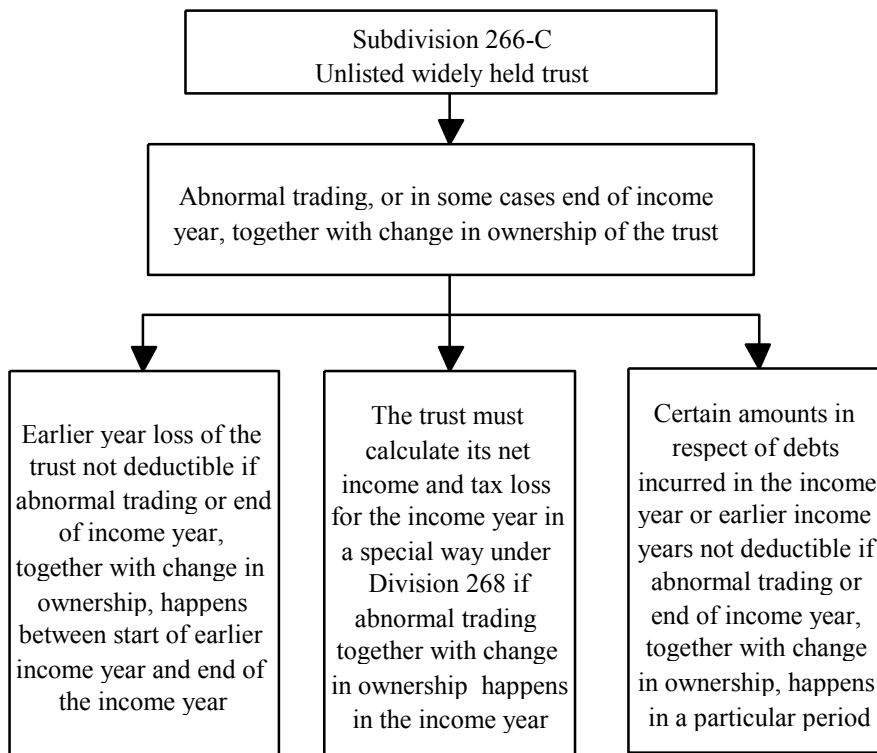 Subdivision 266-C
Unlisted widely held trust
Abnormal trading, or in some cases end of income
year, together with change in ownership of the trust
Earlier year loss of the
trust not deductible if
abnormal trading or end
of income year,
together with change in
ownership, happens
between start of earlier
income year and end of
the income year
The trust must
calculate its net
income and tax loss
for the income year in
a special way under
Division 268 if
abnormal trading
together with change
in ownership happens
in the income year
Certain amounts in
respect of debts
incurred in the income
year or earlier income
years not deductible if
abnormal trading or
end of income year,
together with change
in ownership, happens
in a particular period